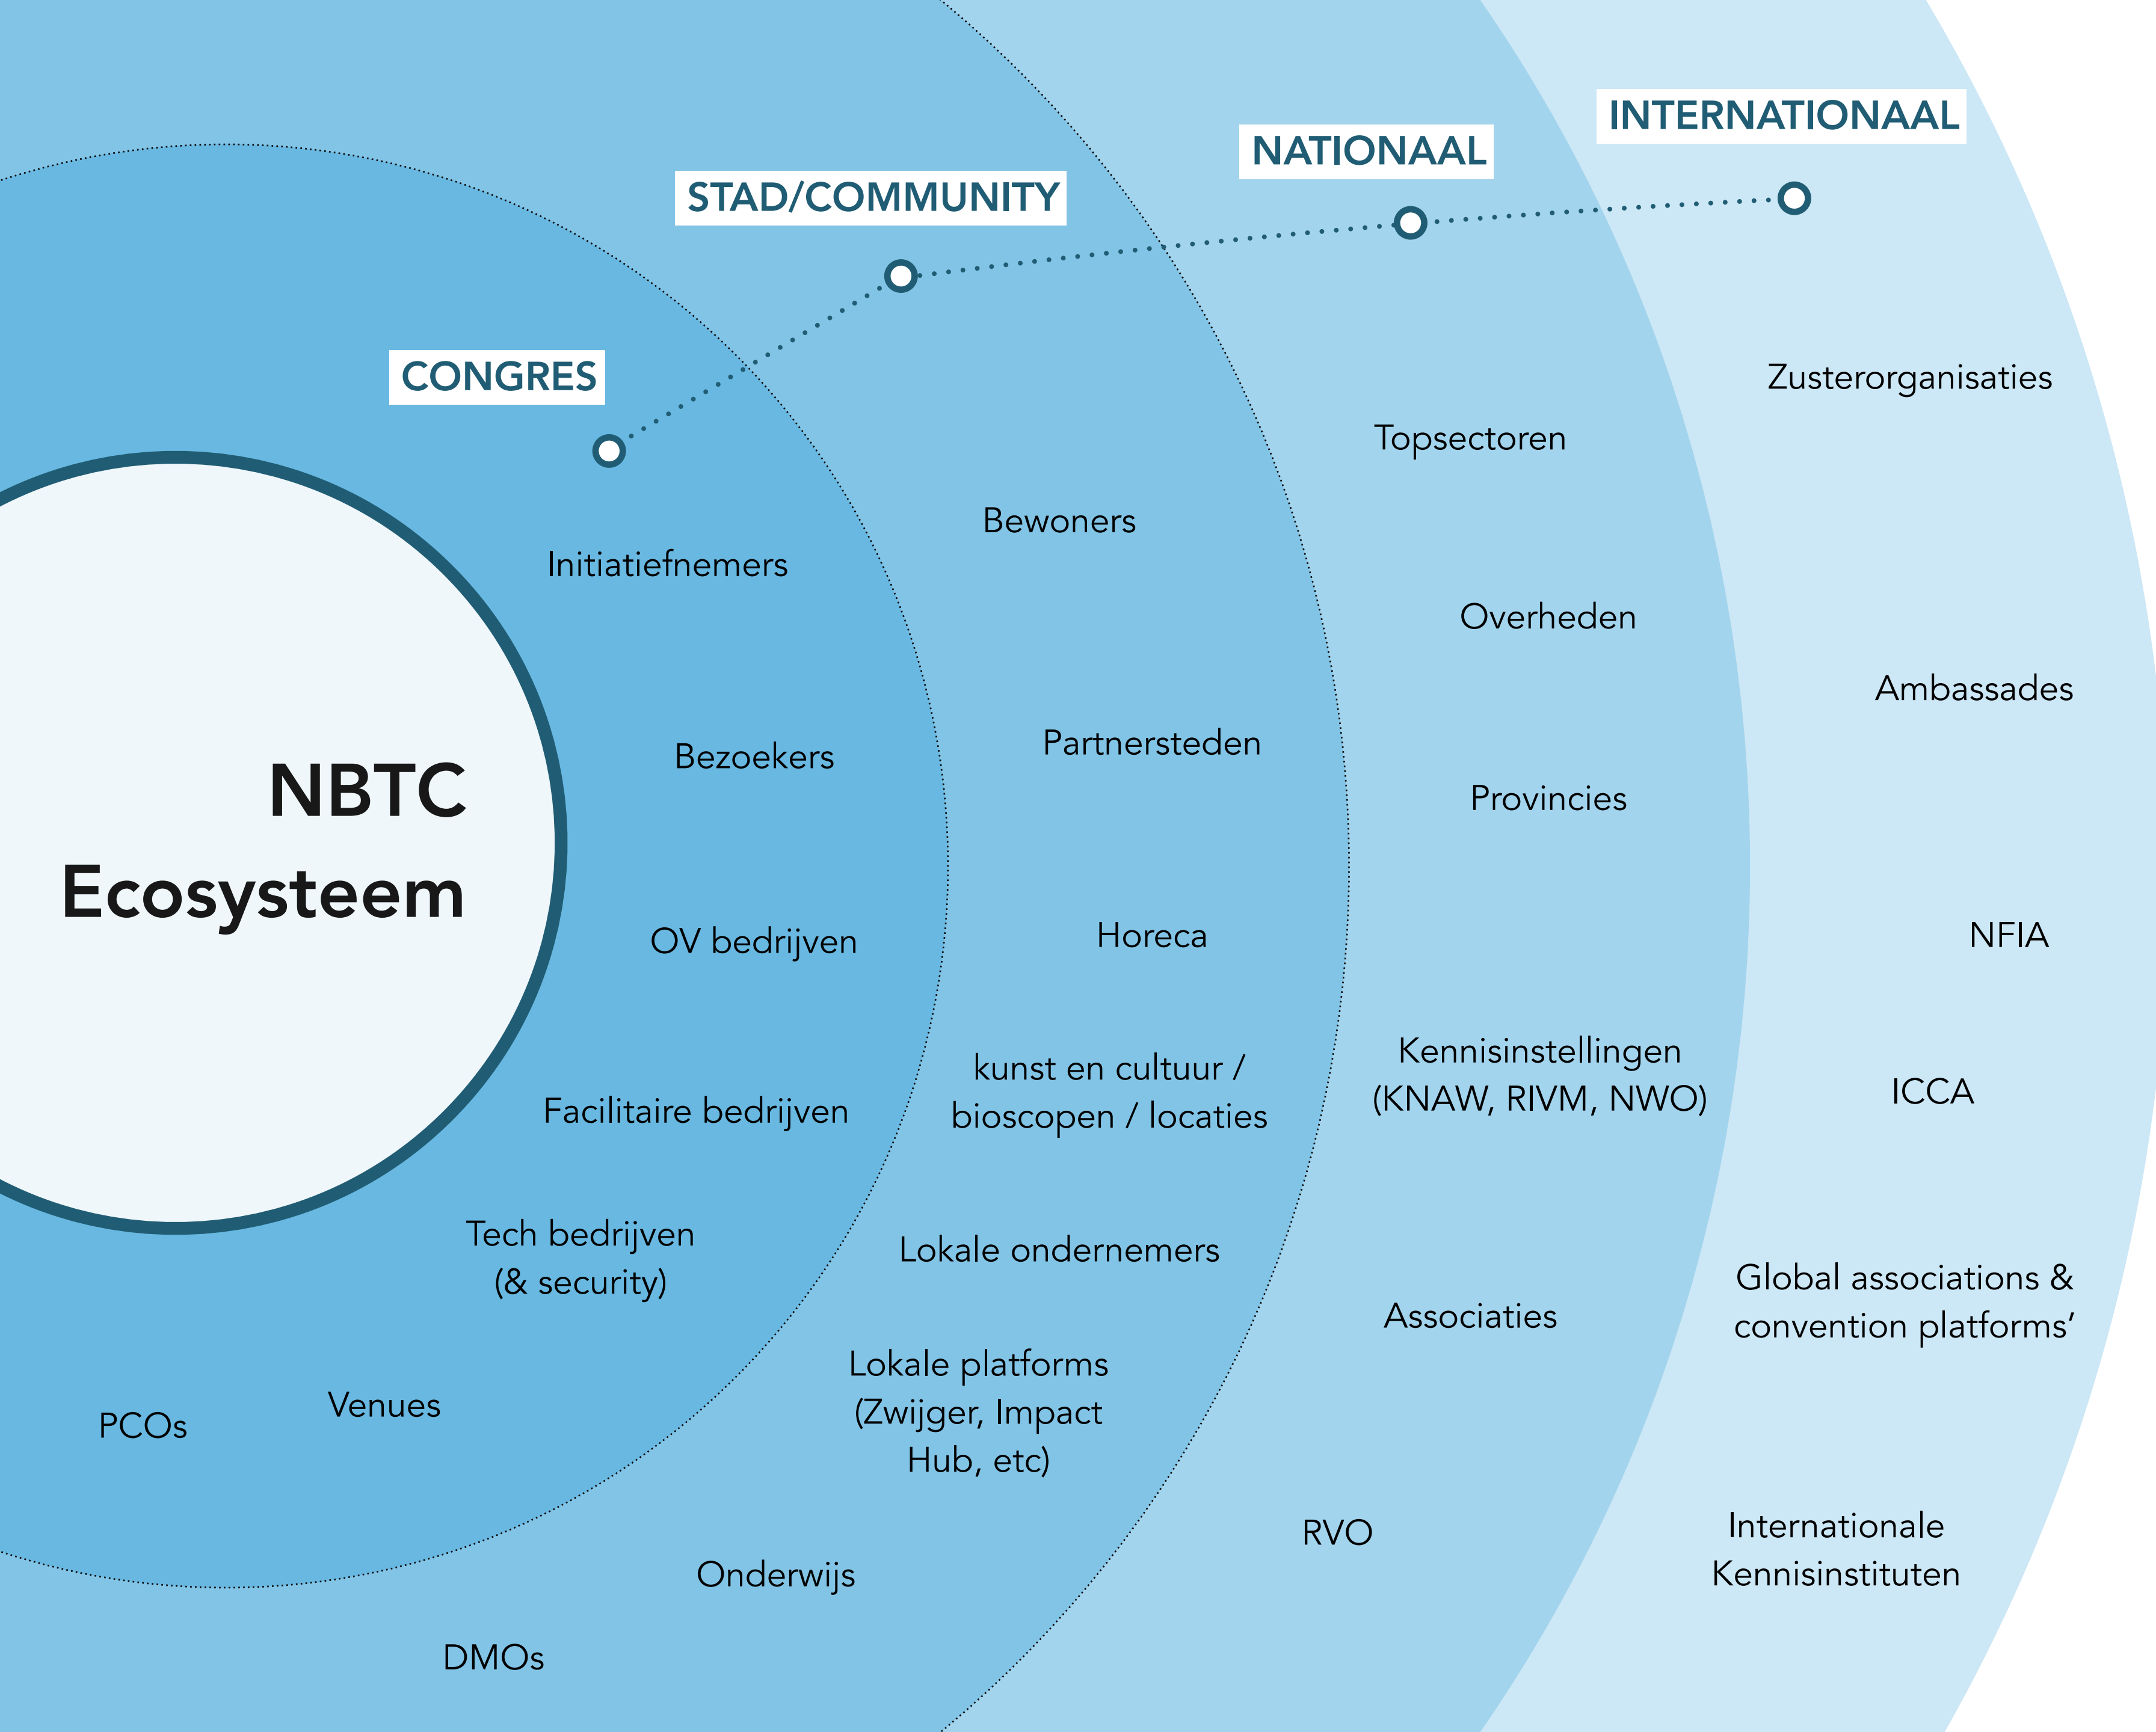 NBTC
Ecosysteem
CONGRES
Initiatiefnemers
Bezoekers
OV bedrijven
Facilitaire bedrijven
Tech bedrijven
(& security)
Venues
PCOs
STAD/COMMUNITY
Bewoners
Partnersteden
Horeca
kunst en cultuur /
bioscopen / locaties
Lokale ondernemers
Lokale platforms
(Zwijger, Impact
Hub, etc)
Onderwijs
DMOs
NATIONAAL
Topsectoren
Overheden
Provincies
Kennisinstellingen
(KNAW, RIVM, NWO)
Associaties
RVO
INTERNATIONAAL
Zusterorganisaties
Ambassades
NFIA
ICCA
Global associations &
convention platforms’
Internationale
Kennisinstituten